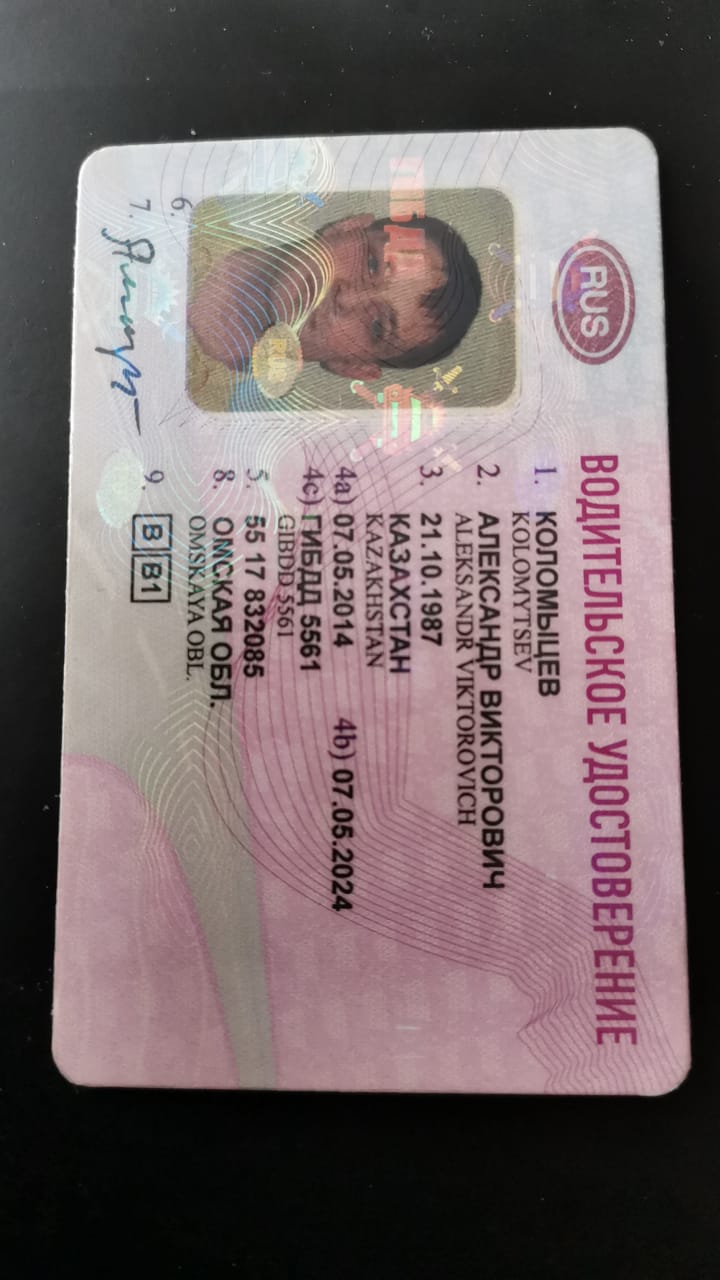 RUS
ВОДИТЕЛЬСКОЕ УДОСТОВЕРЕНИЕ
1. КОЛОМЫЦЕВ
KOLOMYTSEV
2. АЛЕКСАНДР ВИКТОРОВИЧ
ALEKSANDR VIKTOROVICH
3. 21.10.1987
КАЗАХСТАН
KAZAKHSTAN
4a) 07.05.2014 4b) 07.05.2024
4c) ГИБДД 5561
GIBDD 5561
5. 55 17 832085
8. ОМСКАЯ ОБЛ.
OMSKAYA OBL.
9. B B1
6.
7.